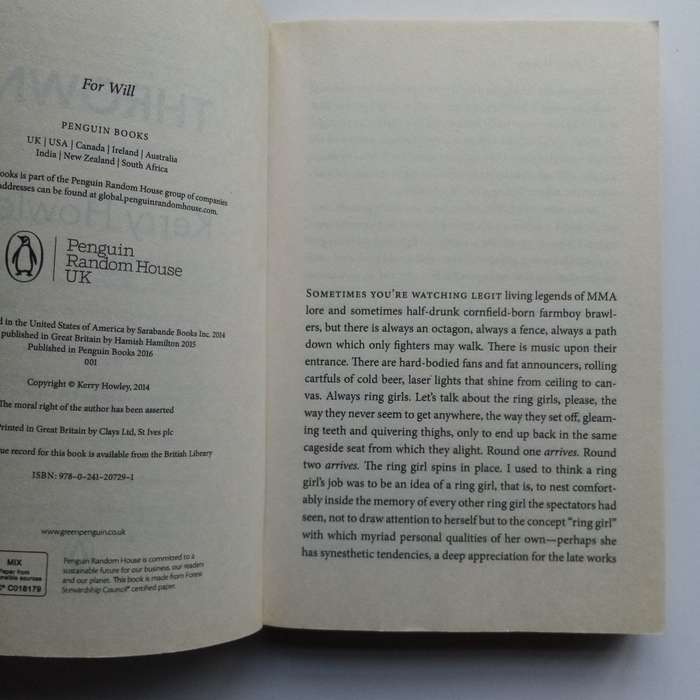 For Will
PENGUIN BOOKS
UK | USA | Canada | Ireland | Australia
India | New Zealand | South Africa
is part of the Penguin Random House group of companies
addresses can be found at global.penguinrandomhouse.com.
Penguin
Random House
UK
in the United States of America by Sarabande Books Inc. 2014
published in Great Britain by Hamish Hamilton 2015
Published in Penguin Books 2016
001
Copyright © Kerry Howley, 2014
The moral right of the author has been asserted
Printed in Great Britain by Clays Ltd, St Ives plc
record for this book is available from the British Library
ISBN: 978-0-241-20729-1
www.greenpenguin.co.uk
MIX
Paper from
responsible sources
C018179
Penguin Random House is committed to a
sustainable future for our business, our readers
and our planet. This book is made from Forest
Stewardship Council® certified paper.
SOMETIMES YOU'RE WATCHING LEGIT living legends of MMA
lore and sometimes half-drunk cornfield-born farmboy brawl-
ers, but there is always an octagon, always a fence, always a path
down which only fighters may walk. There is music upon their
entrance. There are hard-bodied fans and fat announcers, rolling
cartfuls of cold beer, laser lights that shine from ceiling to can-
vas. Always ring girls. Let's talk about the ring girls, please, the
way they never seem to get anywhere, the way they set off, gleam-
ing teeth and quivering thighs, only to end up back in the same
cageside seat from which they alight. Round one arrives. Round
two arrives. The ring girl spins in place. I used to think a ring
girl's job was to be an idea of a ring girl, that is, to nest comfort-
ably inside the memory of every other ring girl the spectators had
seen, not to draw attention to herself but to the concept "ring girl"
with which myriad personal qualities of her own—perhaps she
has synesthetic tendencies, a deep appreciation for the late works